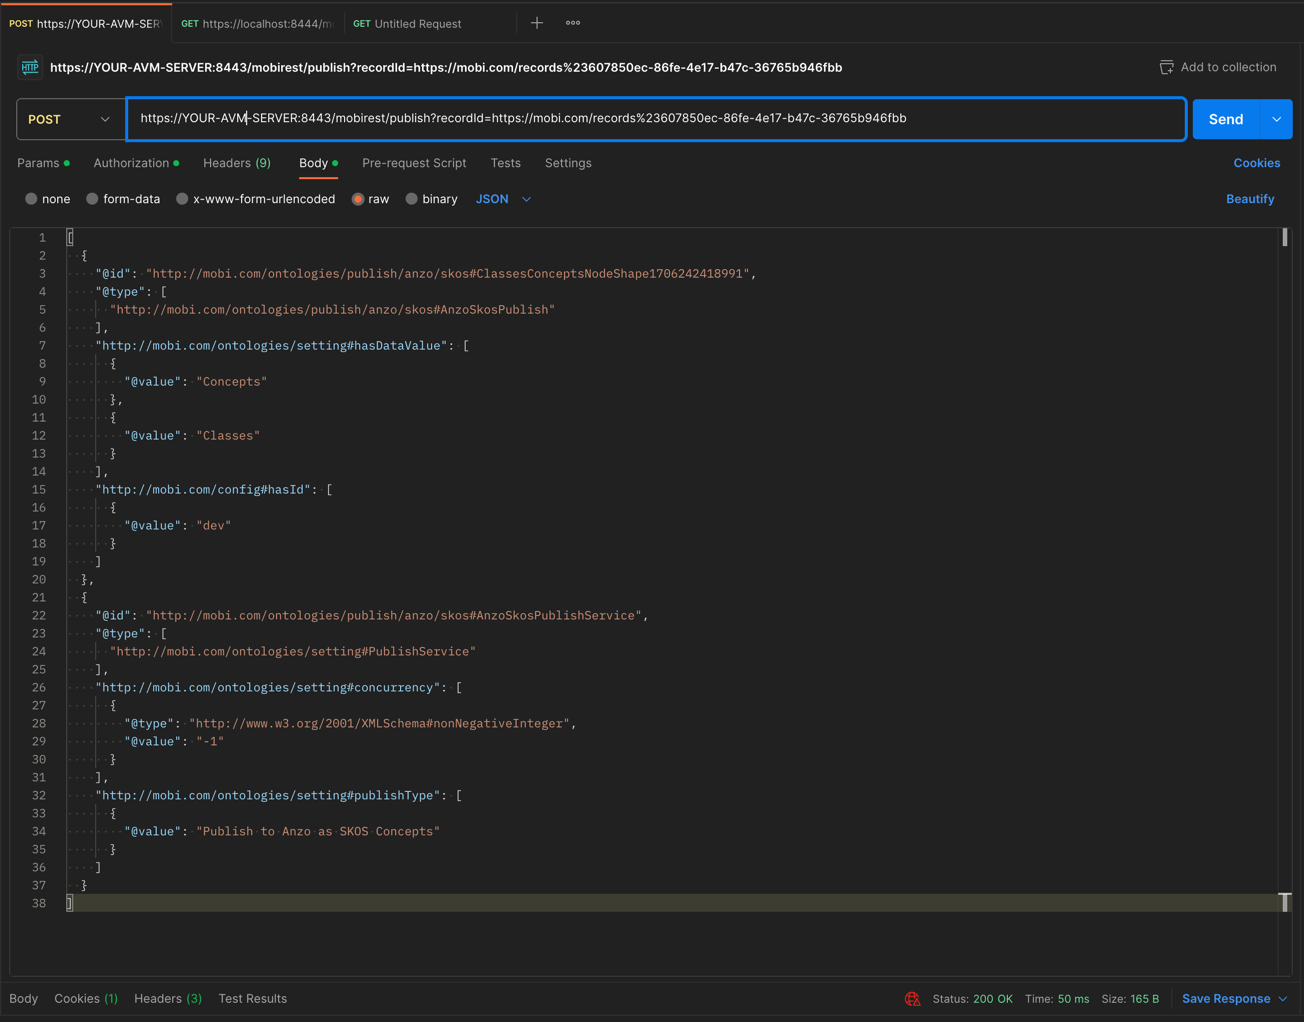 POST https://YOUR-AVM-SER
GET https://localhost:8444/m
GET Untitled Request
HTTP https://YOUR-AVM-SERVER:8443/mobirest/publish?recordId=https://mobi.com/records%23607850ec-86fe-4e17-b47c-36765b946fbb
Add to collection
POST
https://YOUR-AVM-SERVER:8443/mobirest/publish?recordId=https://mobi.com/records%23607850ec-86fe-4e17-b47c-36765b946fbb
Send
Params Authorization Headers (9) Body Pre-request Script Tests Settings
Cookies
none form-data x-www-form-urlencoded raw binary JSON
Beautify
1 [
2 {
3 "@id": "http://mobi.com/ontologies/publish/anzo/skos#ClassesConceptsNodeShape1706242418991",
4 "@type": [
5 "http://mobi.com/ontologies/publish/anzo/skos#AnzoSkosPublish"
6 ],
7 "http://mobi.com/ontologies/setting#hasDataValue": [
8 {
9 "@value": "Concepts"
10 },
11 {
12 "@value": "Classes"
13 }
14 ],
15 "http://mobi.com/config#hasId": [
16 {
17 "@value": "dev"
18 }
19 ]
20 },
21 {
22 "@id": "http://mobi.com/ontologies/publish/anzo/skos#AnzoSkosPublishService",
23 "@type": [
24 "http://mobi.com/ontologies/setting#PublishService"
25 ],
26 "http://mobi.com/ontologies/setting#concurrency": [
27 {
28 "@type": "http://www.w3.org/2001/XMLSchema#nonNegativeInteger",
29 "@value": "-1"
30 }
31 ],
32 "http://mobi.com/ontologies/setting#publishType": [
33 {
34 "@value": "Publish to Anzo as SKOS Concepts"
35 }
36 ]
37 }
38 ]
Body Cookies (1) Headers (3) Test Results
Status: 200 OK Time: 50 ms Size: 165 B
Save Response